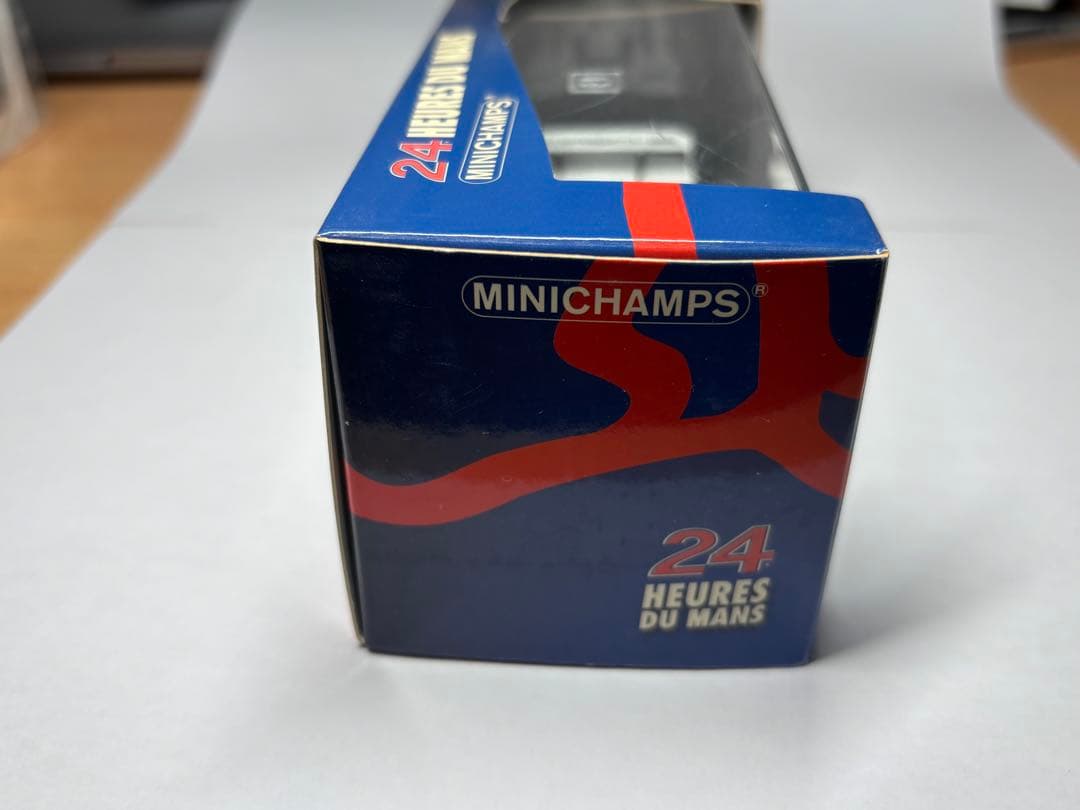 24 HEURES DU MANS
MINICHAMPS®
MINICHAMPS®
24
HEURES
DU MANS